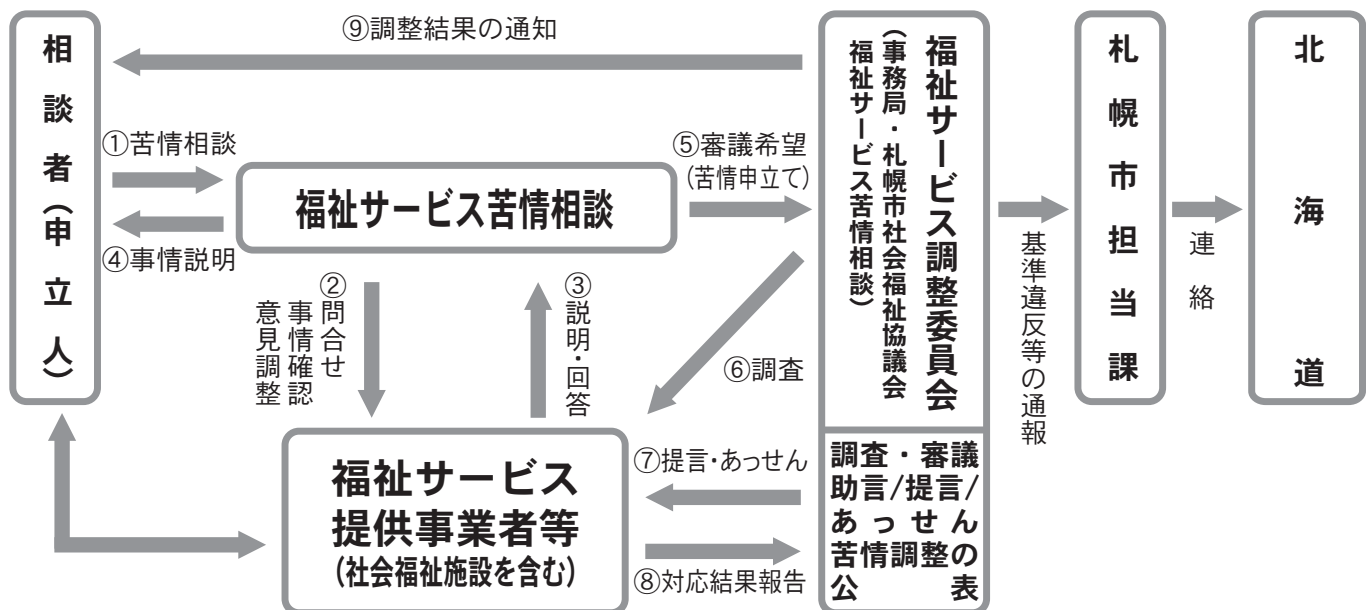 ⑨調整結果の通知
相談者(申立人)
①苦情相談
④事情説明
福祉サービス苦情相談
⑤審議希望
(苦情申立て)
②問合せ
事情確認
意見調整
③説明・回答
⑥調査
福祉サービス提供事業者等
(社会福祉施設を含む)
⑦提言・あっせん
⑧対応結果報告
福祉サービス調整委員会
(事務局・札幌市社会福祉協議会
福祉サービス苦情相談)
調査・審議
助言/提言/
あっせん
苦情調整の
公表
基準違反等の通報
札幌市担当課
連絡
北海道